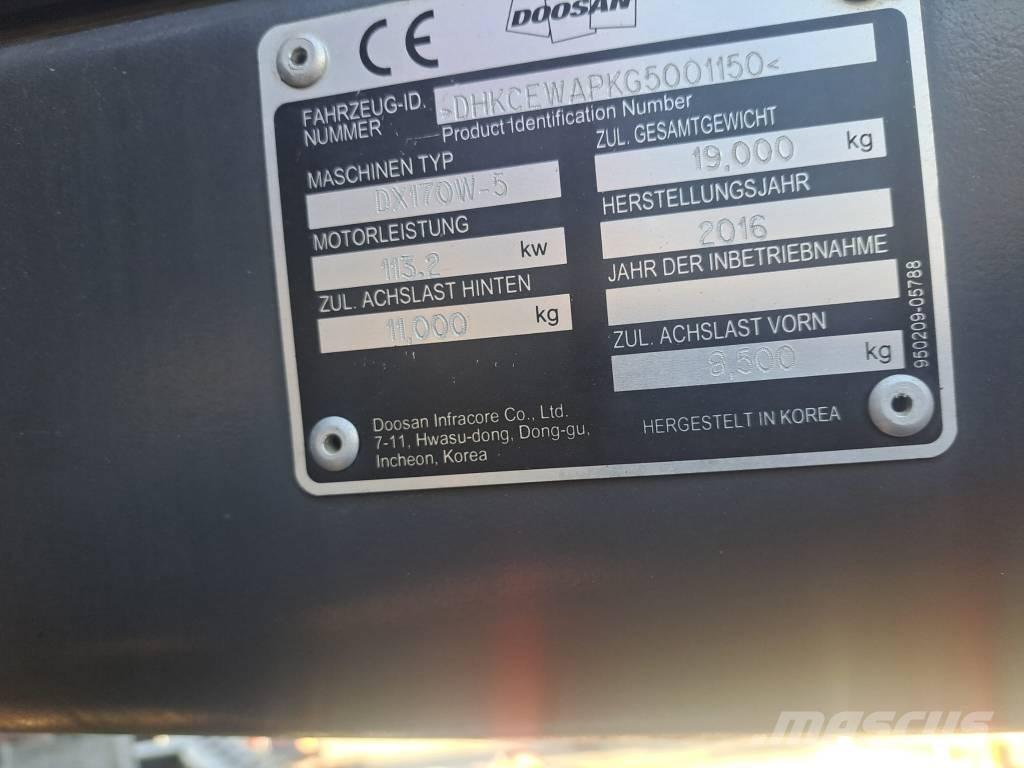 CE DOOSAN
FAHRZEUG-ID. NUMMER >DHKCEWAPKG5001150<
Product Identification Number
MASCHINEN TYP
DX170W-5
ZUL. GESAMTGEWICHT
19,000 kg
MOTORLEISTUNG
113.2 kw
HERSTELLUNGSJAHR
2016
ZUL. ACHSLAST HINTEN
11,000 kg
JAHR DER INBETRIEBNAHME
ZUL. ACHSLAST VORN
8,500 kg
Doosan Infracore Co., Ltd.
7-11, Hwasu-dong, Dong-gu,
Incheon, Korea
HERGESTELT IN KOREA
950209-05788
MASCUS